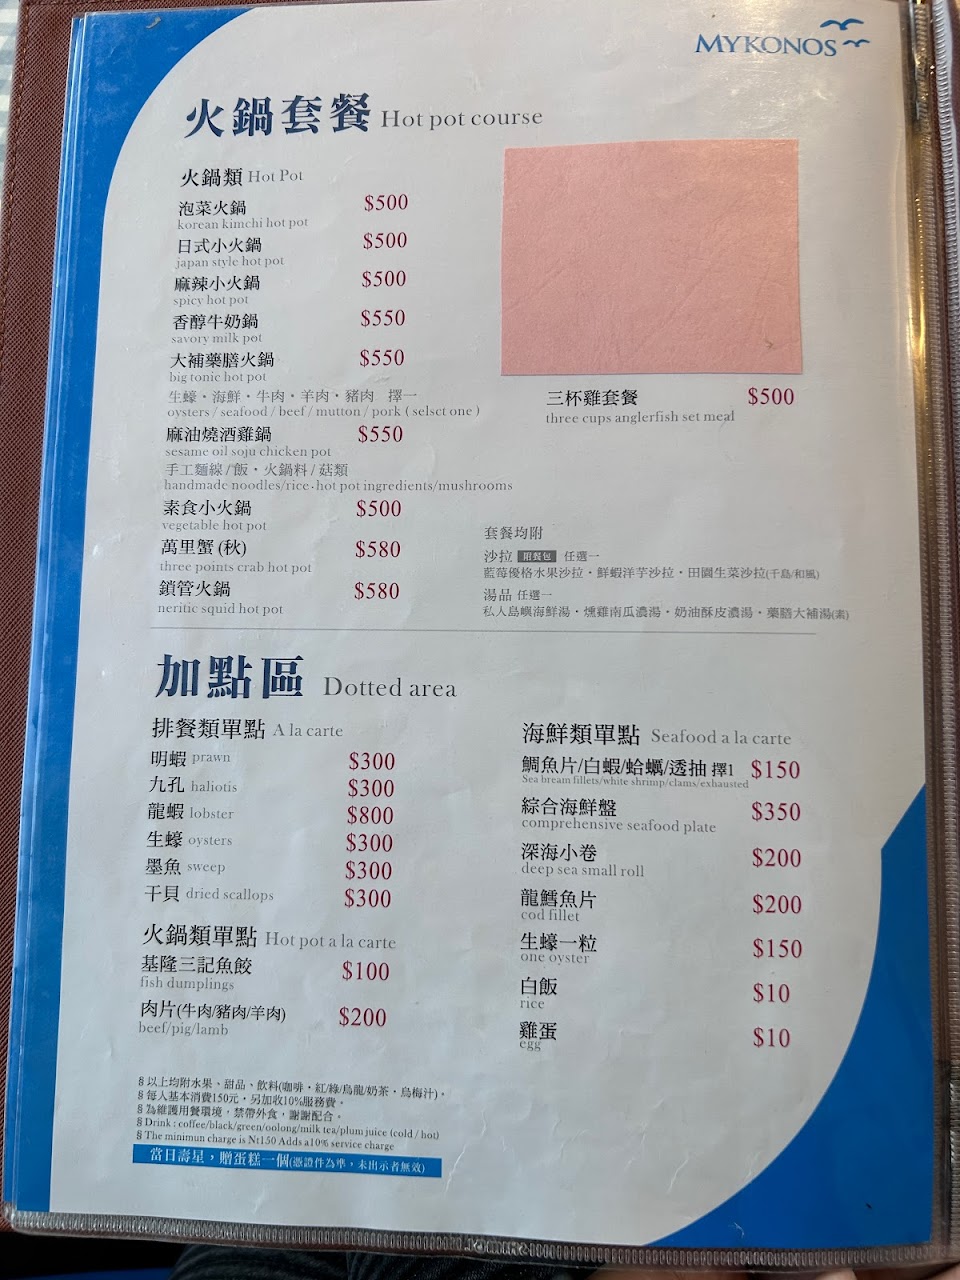 MYKONOS
火鍋套餐 Hot pot course
火鍋類 Hot Pot
泡菜火鍋 $500
korean kimchi hot pot
日式小火鍋 $500
japan style hot pot
麻辣小火鍋 $500
spicy hot pot
香醇牛奶鍋 $550
savory milk pot
大補藥膳火鍋 $550
big tonic hot pot
生蠔・海鮮・牛肉・羊肉・豬肉 擇一
oysters / seafood / beef / mutton / pork ( selsct one )
麻油燒酒雞鍋 $550
sesame oil soju chicken pot
手工麵線/飯・火鍋料/菇類
handmade noodles/rice·hot pot ingredients/mushrooms
素食小火鍋 $500
vegetable hot pot
萬里蟹(秋) $580
three points crab hot pot
鎖管火鍋 $580
neritic squid hot pot
三杯雞套餐 $500
three cups anglerfish set meal
套餐均附
沙拉 附餐包 任選一
藍莓優格水果沙拉・鮮蝦洋芋沙拉・田園生菜沙拉(千島/和風)
湯品 任選一
私人島嶼海鮮湯・燻雞南瓜濃湯・奶油酥皮濃湯・藥膳大補湯(素)
加點區 Dotted area
排餐類單點 A la carte
明蝦 prawn $300
九孔 haliotis $300
龍蝦 lobster $800
生蠔 oysters $300
墨魚 sweep $300
干貝 dried scallops $300
火鍋類單點 Hot pot a la carte
基隆三記魚餃 $100
fish dumplings
肉片(牛肉/豬肉/羊肉) $200
beef/pig/lamb
海鮮類單點 Seafood a la carte
鯛魚片/白蝦/蛤蠣/透抽 擇1 $150
Sea bream fillets/white shrimp/clams/exhausted
綜合海鮮盤 $350
comprehensive seafood plate
深海小卷 $200
deep sea small roll
龍鱈魚片 $200
cod fillet
生蠔一粒 $150
one oyster
白飯 $10
rice
雞蛋 $10
egg
§以上均附水果、甜品、飲料(咖啡・紅/綠/烏龍/奶茶・烏梅汁)。
§每人基本消費150元，另加收10%服務費。
§為維護用餐環境，禁帶外食，謝謝配合。
§Drink : coffee/black/green/oolong/milk tea/plum juice (cold / hot)
§The minimun charge is Nt150 Adds a10% service charge
當日壽星，贈蛋糕一個(憑證件為準，未出示者無效)